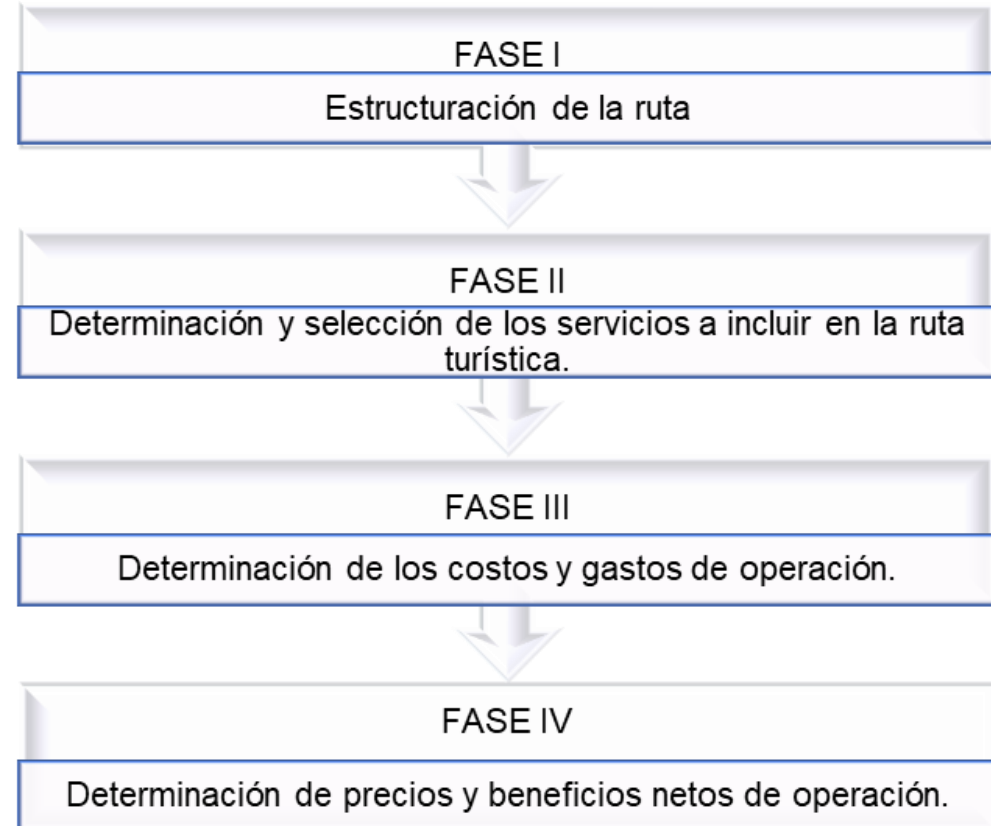 FASE I
Estructuración de la ruta
FASE II
Determinación y selección de los servicios a incluir en la ruta
turística.
FASE III
Determinación de los costos y gastos de operación.
FASE IV
Determinación de precios y beneficios netos de operación.